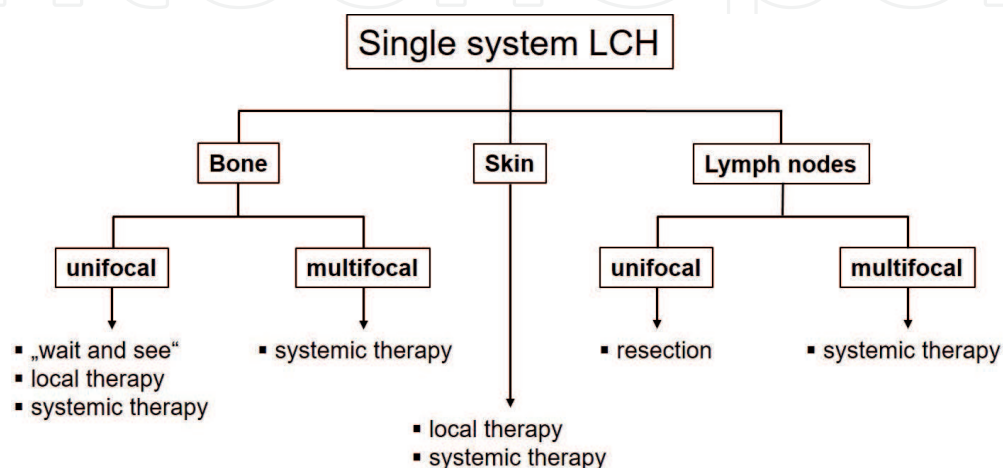 Single system LCH
Bone
Skin
Lymph nodes
unifocal
multifocal
unifocal
multifocal
▪ „wait and see“
▪ local therapy
▪ systemic therapy
▪ systemic therapy
▪ resection
▪ systemic therapy
▪ local therapy
▪ systemic therapy